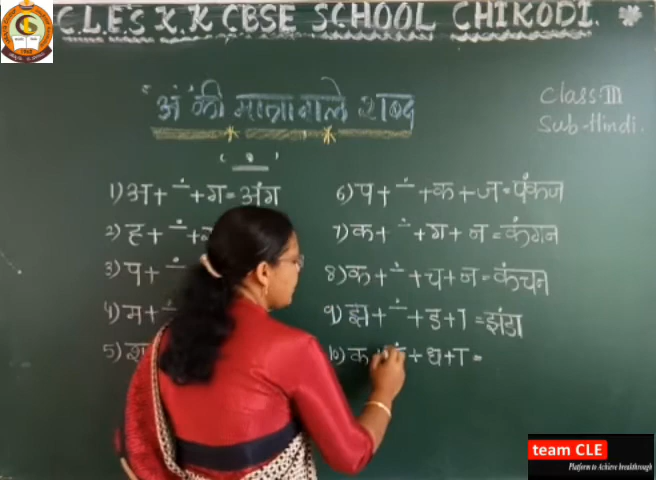 C.L.E'S K.K CBSE SCHOOL CHIKODI.
"अं" की मात्रा वाले शब्द
Class:III
Sub-Hindi.
( ं )
1) अ + ं + ग = अंग
2) ह + ं +
3) प + ं
4) म + ं
5)
6) प + ं + क + ज = पंकज
7) क + ं + ग + न = कंगन
8) क + ं + च + न = कंचन
9) झ + ं + ड + ा = झंडा
10) क + ं + ध + ा =
team CLE
Platform to Achieve breakthrough